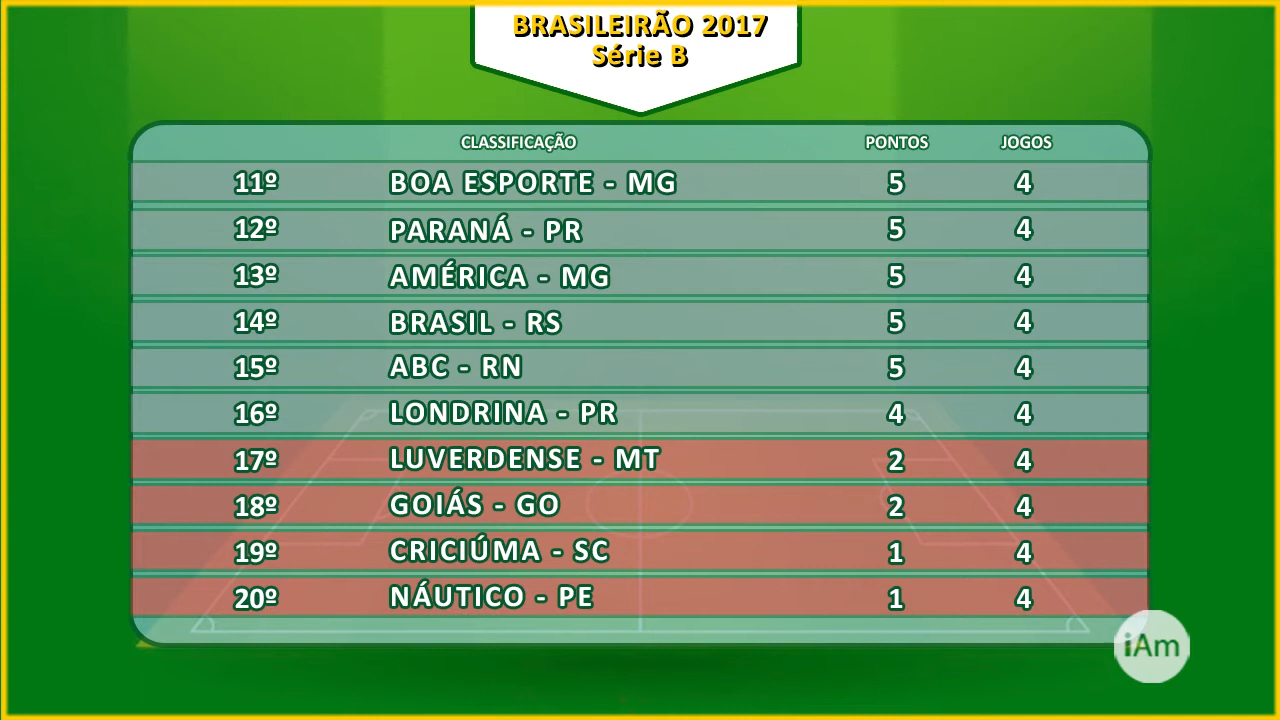 BRASILEIRÃO 2017
Série B
CLASSIFICAÇÃO PONTOS JOGOS
11º BOA ESPORTE - MG 5 4
12º PARANÁ - PR 5 4
13º AMÉRICA - MG 5 4
14º BRASIL - RS 5 4
15º ABC - RN 5 4
16º LONDRINA - PR 4 4
17º LUVERDENSE - MT 2 4
18º GOIÁS - GO 2 4
19º CRICIÚMA - SC 1 4
20º NÁUTICO - PE 1 4
iAm